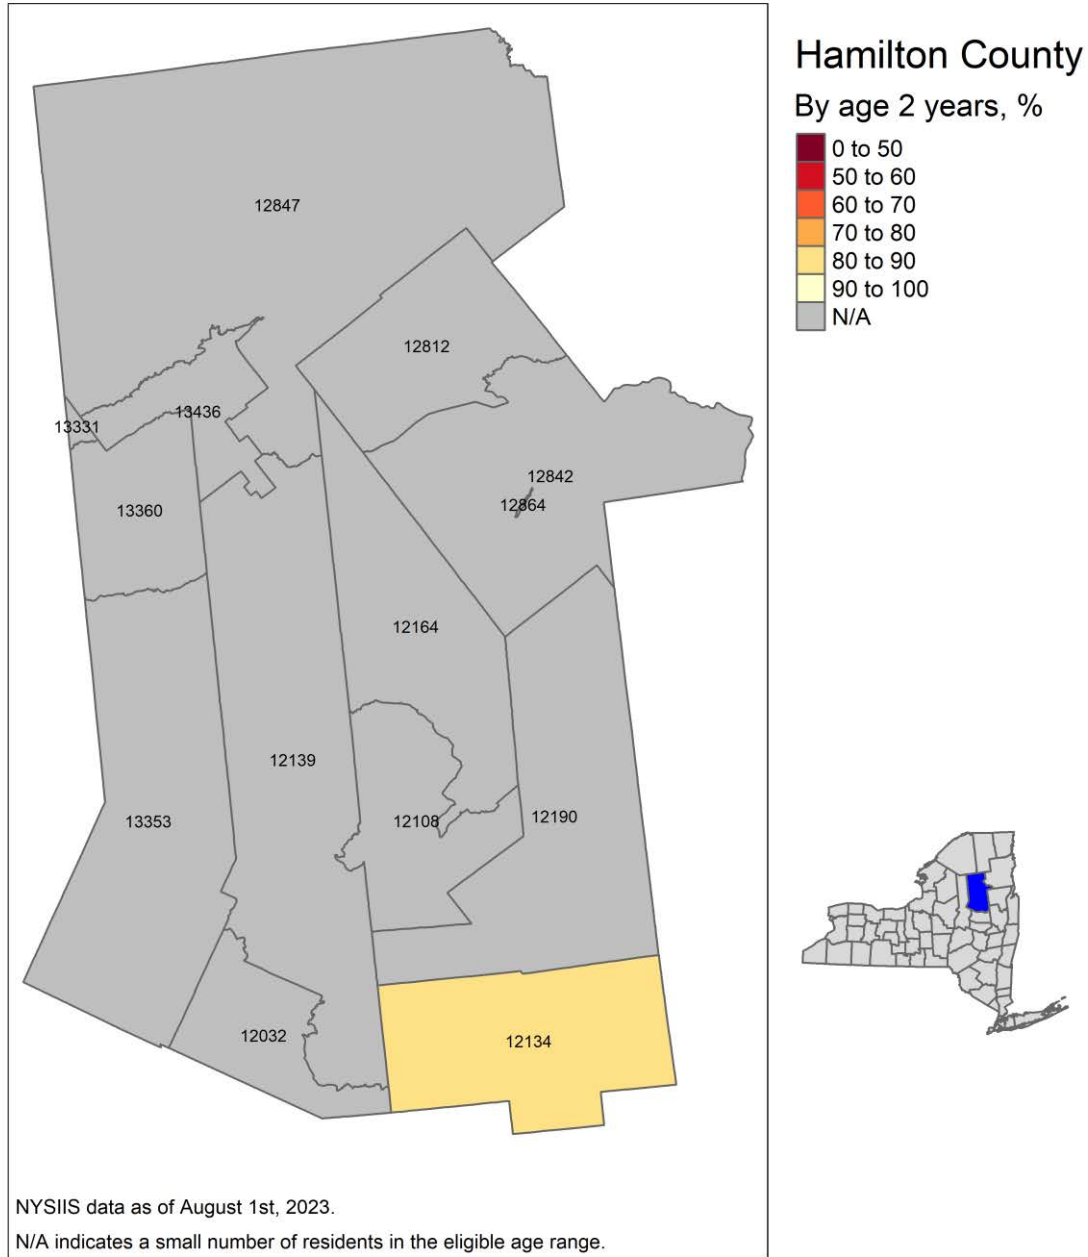 Hamilton County
By age 2 years, %
0 to 50
50 to 60
60 to 70
70 to 80
80 to 90
90 to 100
N/A
12847
12812
13436
13331
12842
12864
13360
12164
12139
12190
12108
13353
12032
12134
NYSIIS data as of August 1st, 2023.
N/A indicates a small number of residents in the eligible age range.